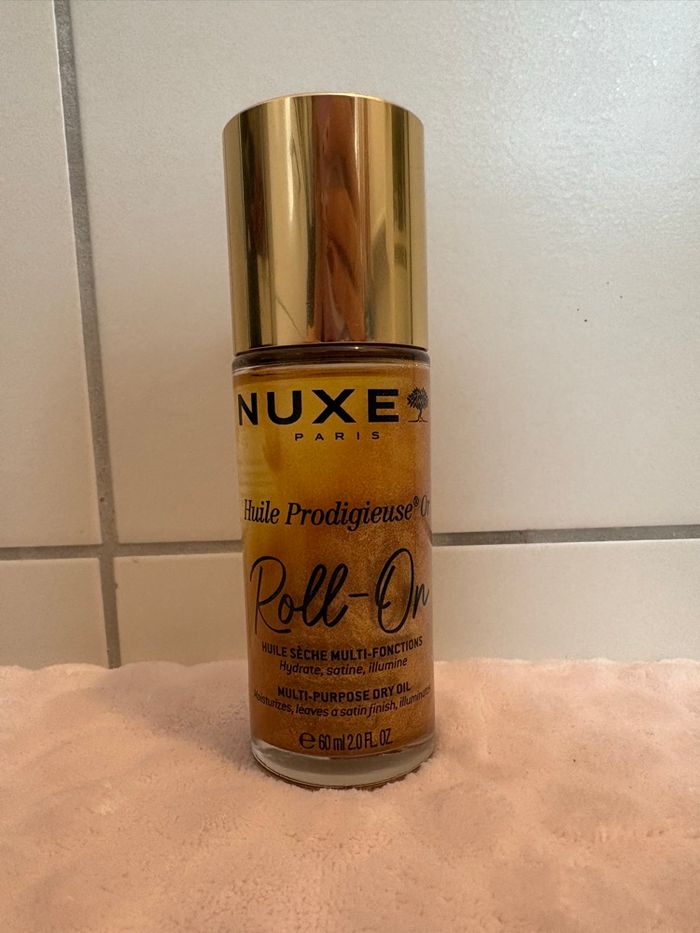 NUXE
PARIS
Huile Prodigieuse® Or
Roll-On
HUILE SÈCHE MULTI-FONCTIONS
Hydrate, satine, illumine
MULTI-PURPOSE DRY OIL
Moisturizes, leaves a satin finish, illuminates
℮ 60 ml 2.0 FL. OZ.